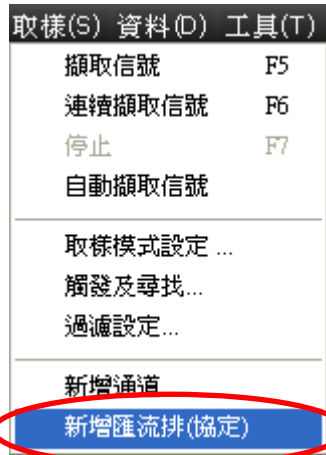 取樣(S) 資料(D) 工具(T)
擷取信號 F5
連續擷取信號 F6
停止 F7
自動擷取信號
取樣模式設定 ...
觸發及尋找...
過濾設定...
新增通道
新增匯流排(協定)